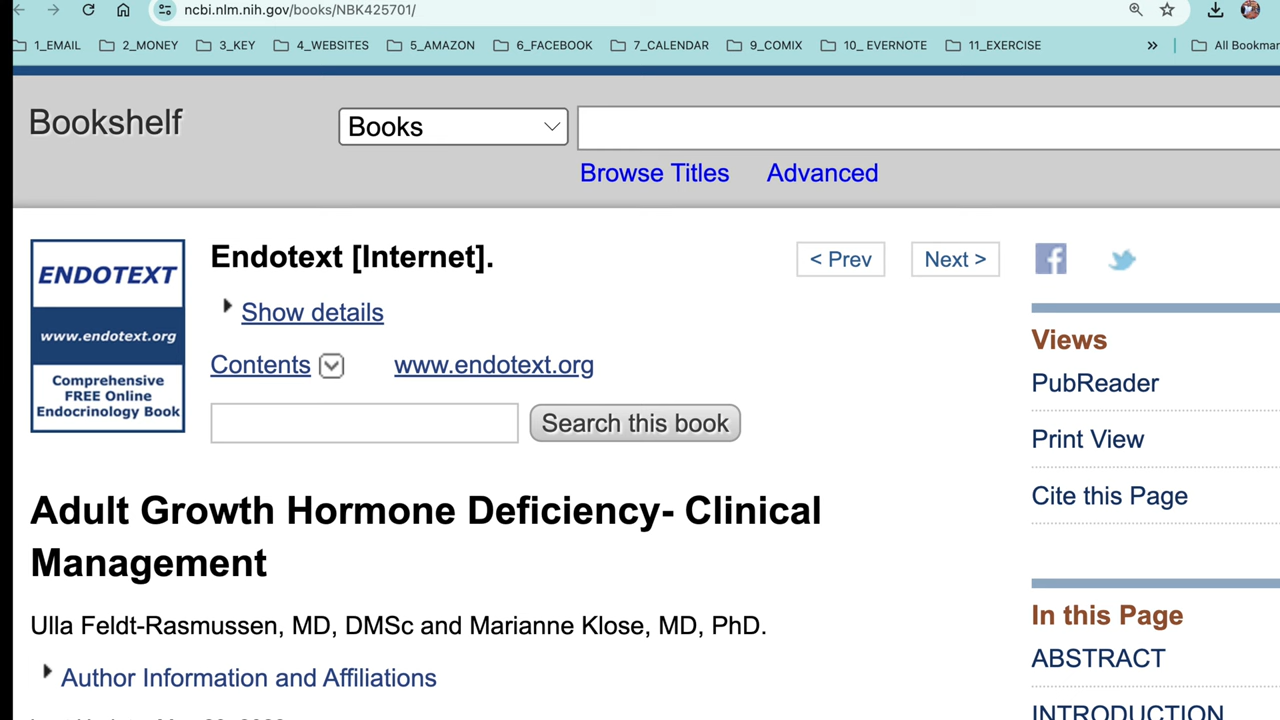 ncbi.nlm.nih.gov/books/NBK425701/
1_EMAIL 2_MONEY 3_KEY 4_WEBSITES 5_AMAZON 6_FACEBOOK 7_CALENDAR 9_COMIX 10_ EVERNOTE 11_EXERCISE » All Bookmar
Bookshelf
Books
Browse Titles Advanced
ENDOTEXT
www.endotext.org
Comprehensive
FREE Online
Endocrinology Book
Endotext [Internet].
Show details
Contents www.endotext.org
Search this book
< Prev Next >
Adult Growth Hormone Deficiency- Clinical
Management
Ulla Feldt-Rasmussen, MD, DMSc and Marianne Klose, MD, PhD.
Author Information and Affiliations
Views
PubReader
Print View
Cite this Page
In this Page
ABSTRACT
INTRODUCTION